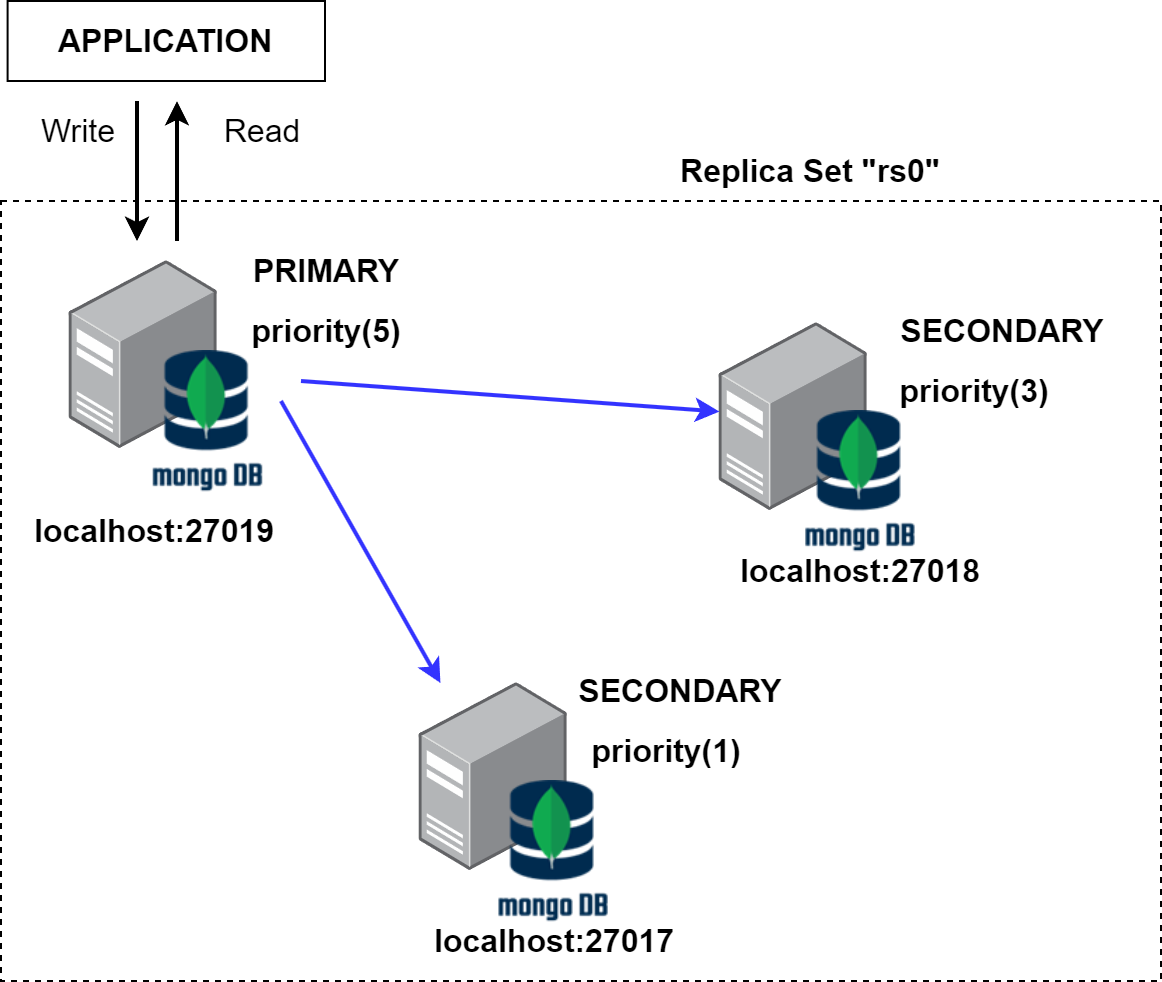 APPLICATION
Write
Read
Replica Set "rs0"
PRIMARY
priority(5)
mongo DB
localhost:27019
SECONDARY
priority(3)
mongo DB
localhost:27018
SECONDARY
priority(1)
mongo DB
localhost:27017